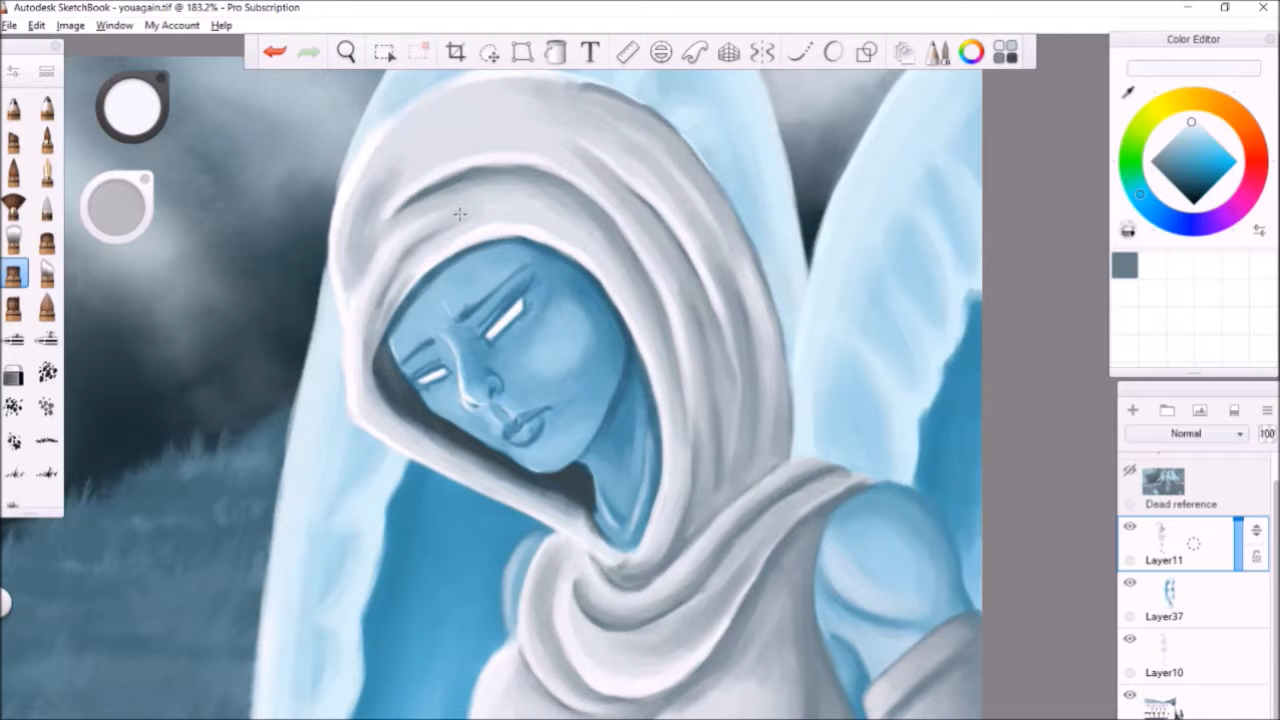 Autodesk SketchBook - youagain.tif @ 183.2% - Pro Subscription
File Edit Image Window My Account Help
T
Color Editor
Normal 100
Dead reference
Layer11
Layer37
Layer10